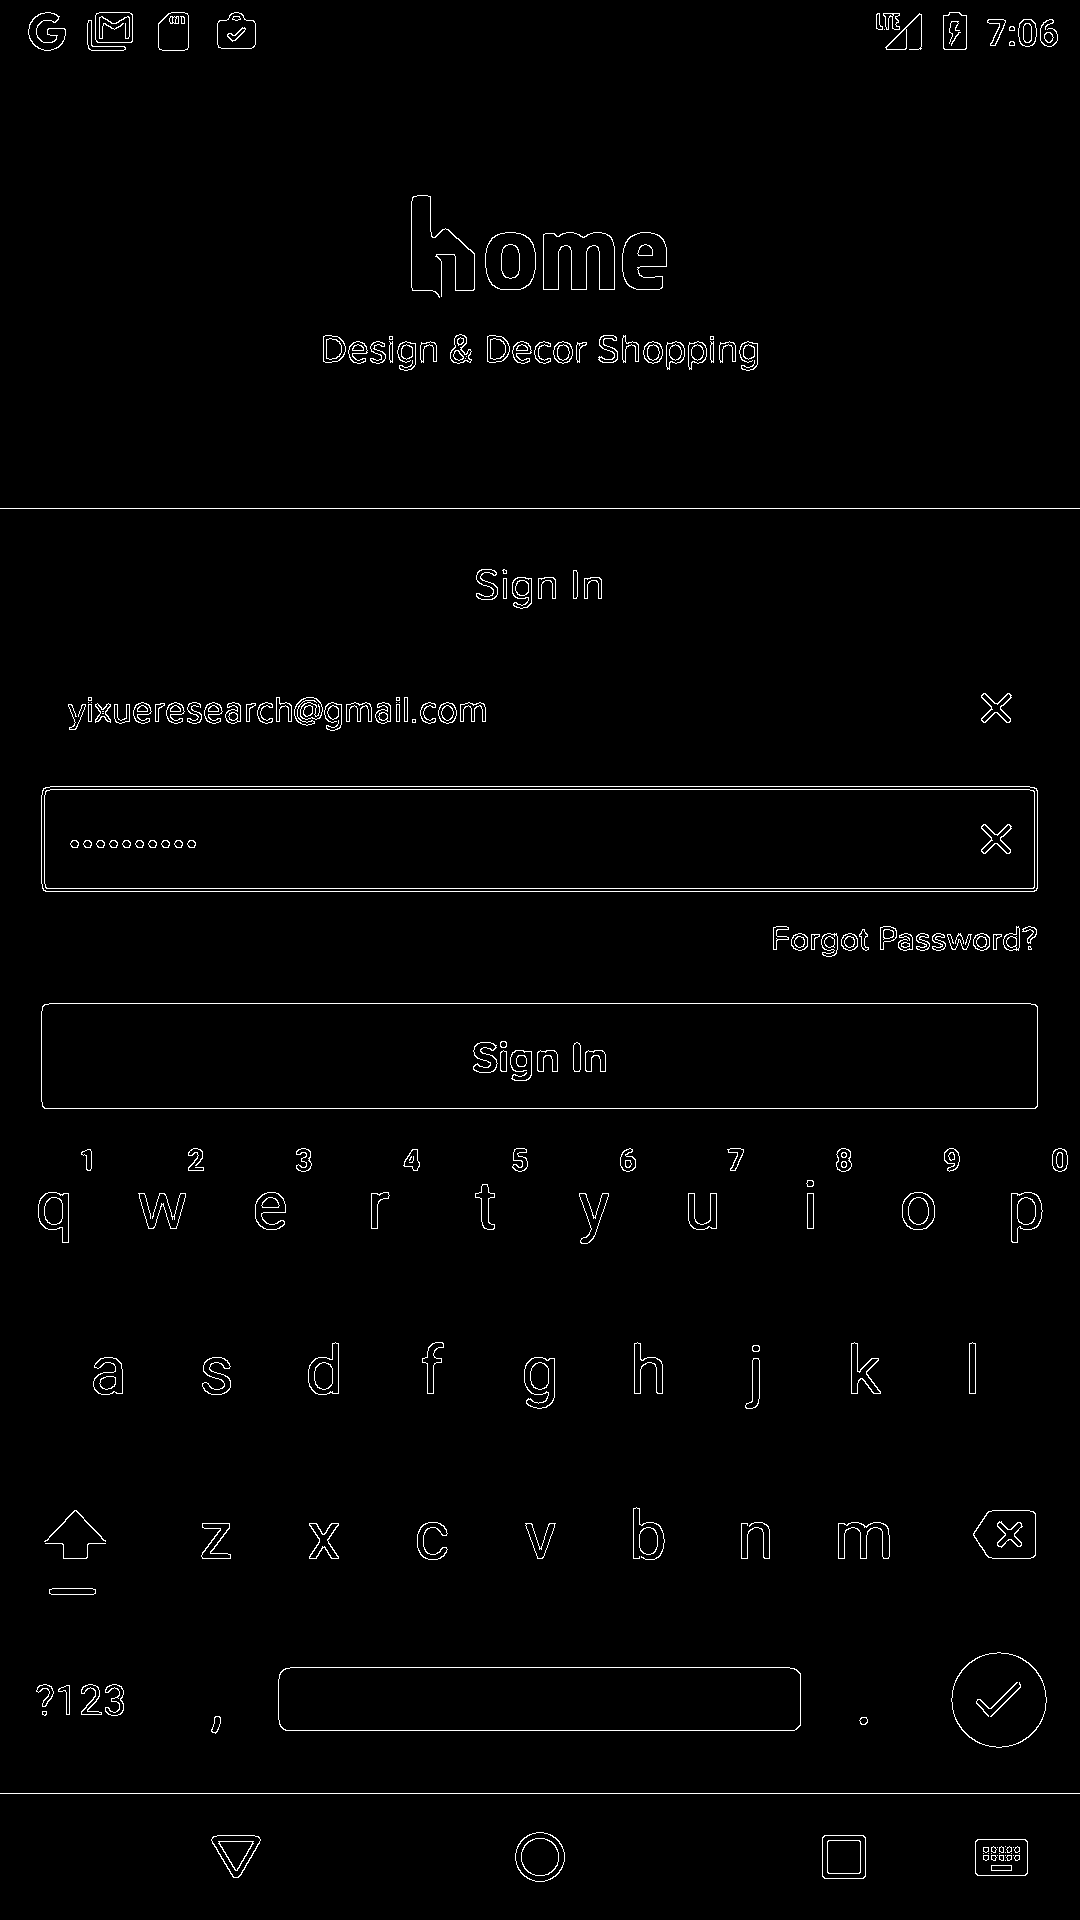 LTE 7:06
home
Design & Decor Shopping
Sign In
yixueresearch@gmail.com
Forgot Password?
Sign In
1 2 3 4 5 6 7 8 9 0
q w e r t y u i o p
a s d f g h j k l
z x c v b n m
?123 , .